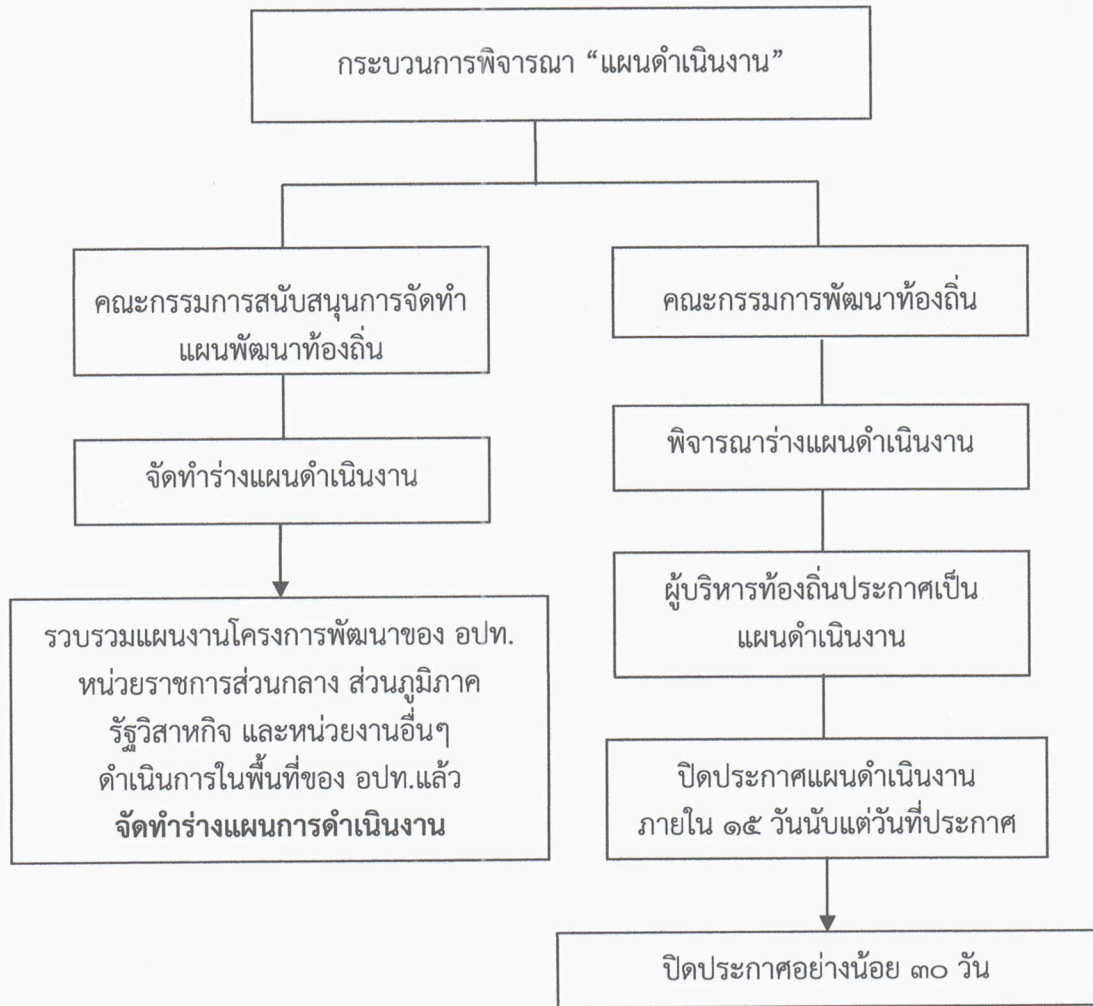 กระบวนการพิจารณา “แผนดำเนินงาน”
คณะกรรมการสนับสนุนการจัดทำ
แผนพัฒนาท้องถิ่น
จัดทำร่างแผนดำเนินงาน
รวบรวมแผนงานโครงการพัฒนาของ อปท.
หน่วยราชการส่วนกลาง ส่วนภูมิภาค
รัฐวิสาหกิจ และหน่วยงานอื่นๆ
ดำเนินการในพื้นที่ของ อปท.แล้ว
จัดทำร่างแผนการดำเนินงาน
คณะกรรมการพัฒนาท้องถิ่น
พิจารณาร่างแผนดำเนินงาน
ผู้บริหารท้องถิ่นประกาศเป็น
แผนดำเนินงาน
ปิดประกาศแผนดำเนินงาน
ภายใน ๑๕ วันนับแต่วันที่ประกาศ
ปิดประกาศอย่างน้อย ๓๐ วัน